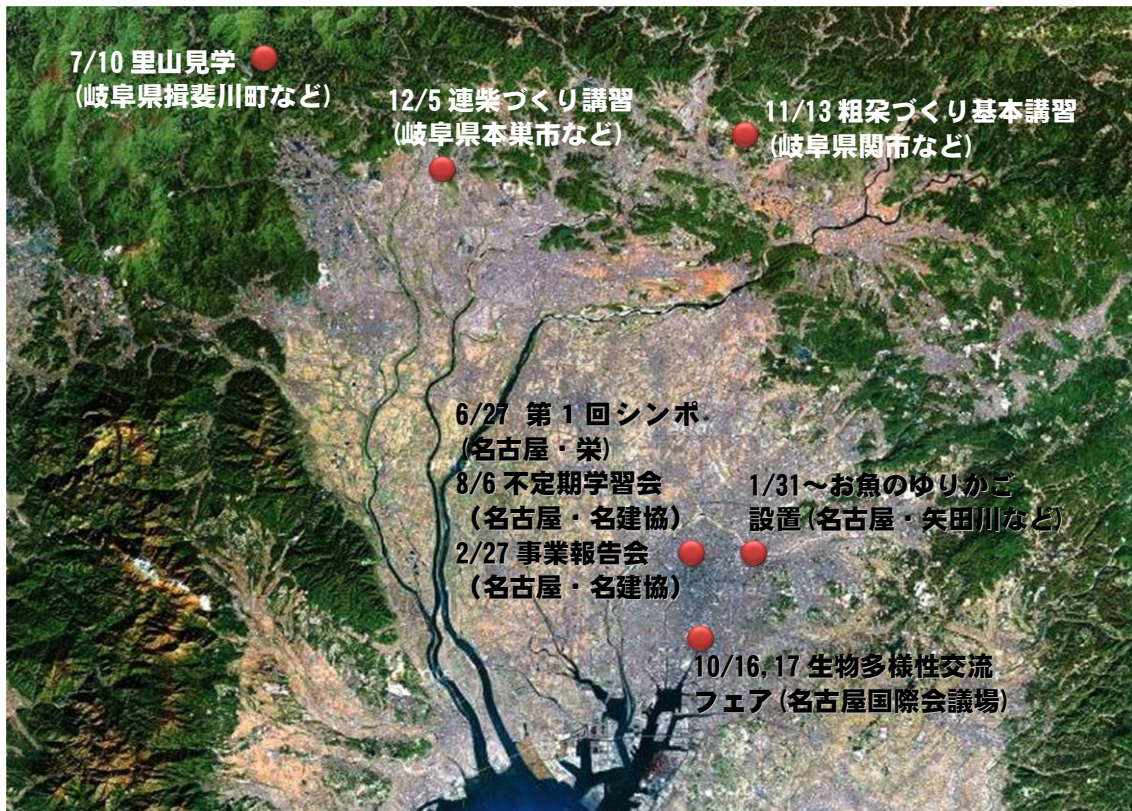 7/10 里山見学
(岐阜県揖斐川町など)
12/5 連柴づくり講習
(岐阜県本巣市など)
11/13 粗朶づくり基本講習
(岐阜県関市など)
6/27 第1回シンポ
(名古屋・栄)
8/6 不定期学習会
(名古屋・名建協)
2/27 事業報告会
(名古屋・名建協)
1/31～お魚のゆりかご
設置(名古屋・矢田川など)
10/16,17 生物多様性交流
フェア(名古屋国際会議場)